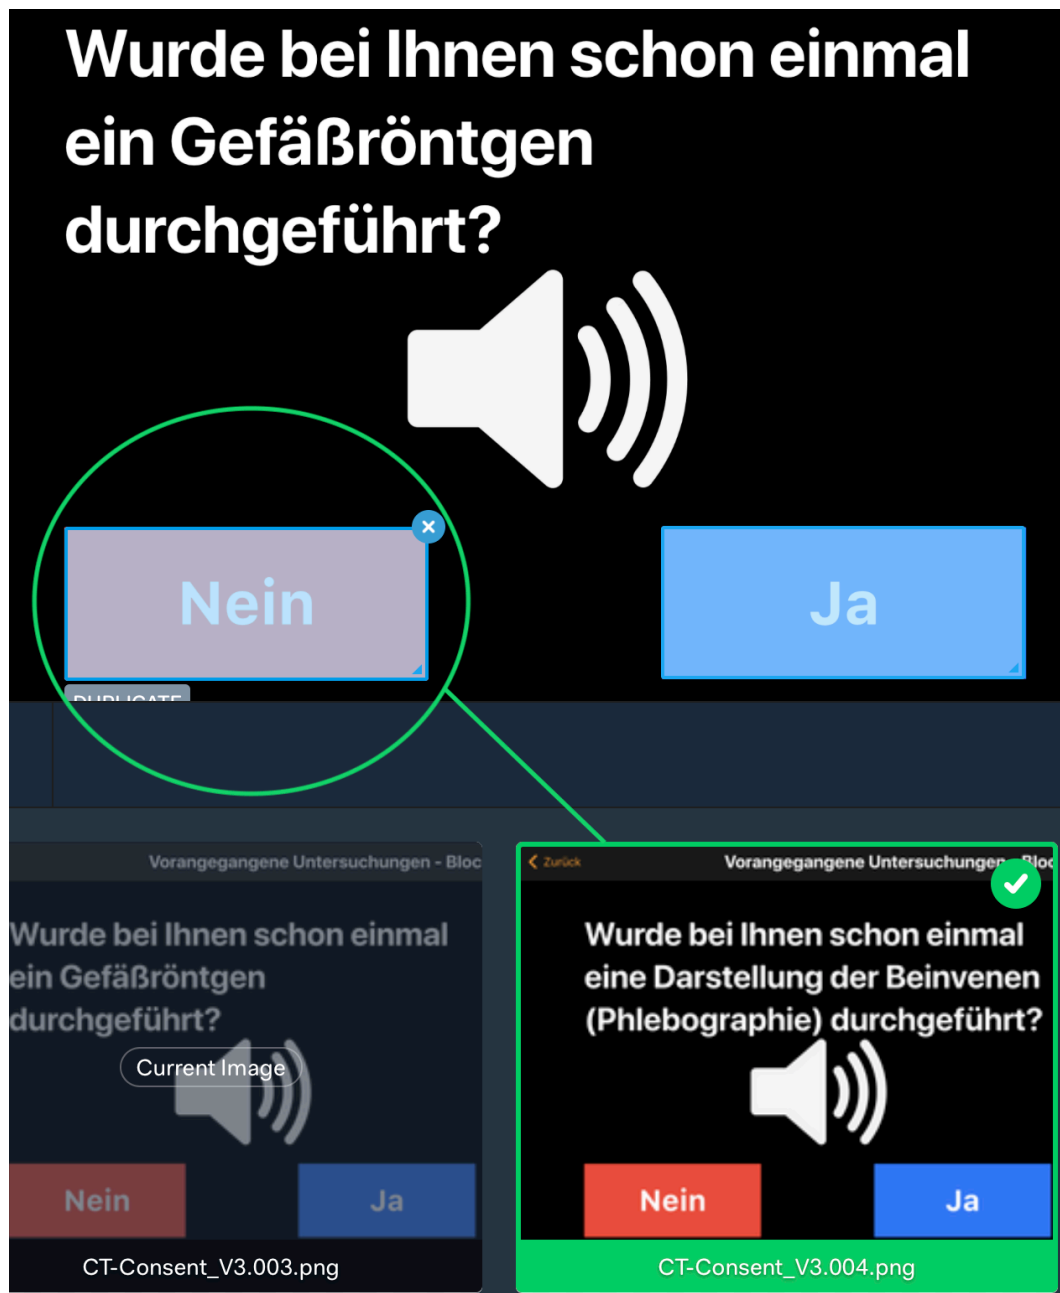 Wurde bei Ihnen schon einmal
ein Gefäßröntgen
durchgeführt?
Nein
Ja
DUPLICATE
Vorangegangene Untersuchungen - Bloc
Wurde bei Ihnen schon einmal
ein Gefäßröntgen
durchgeführt?
Current Image
Nein
Ja
CT-Consent_V3.003.png
Zurück
Vorangegangene Untersuchungen - Bloc
Wurde bei Ihnen schon einmal
eine Darstellung der Beinvenen
(Phlebographie) durchgeführt?
Nein
Ja
CT-Consent_V3.004.png